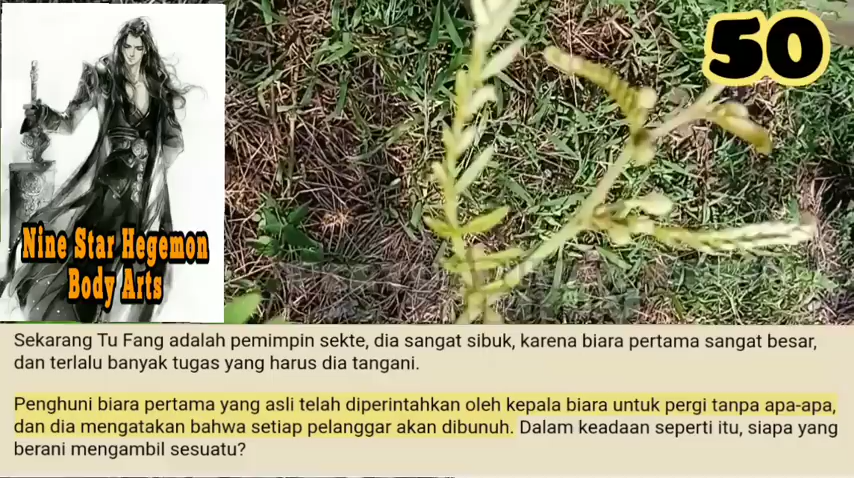 50
Nine Star Hegemon
Body Arts
Sekarang Tu Fang adalah pemimpin sekte, dia sangat sibuk, karena biara pertama sangat besar,
dan terlalu banyak tugas yang harus dia tangani.
Penghuni biara pertama yang asli telah diperintahkan oleh kepala biara untuk pergi tanpa apa-apa,
dan dia mengatakan bahwa setiap pelanggar akan dibunuh. Dalam keadaan seperti itu, siapa yang
berani mengambil sesuatu?